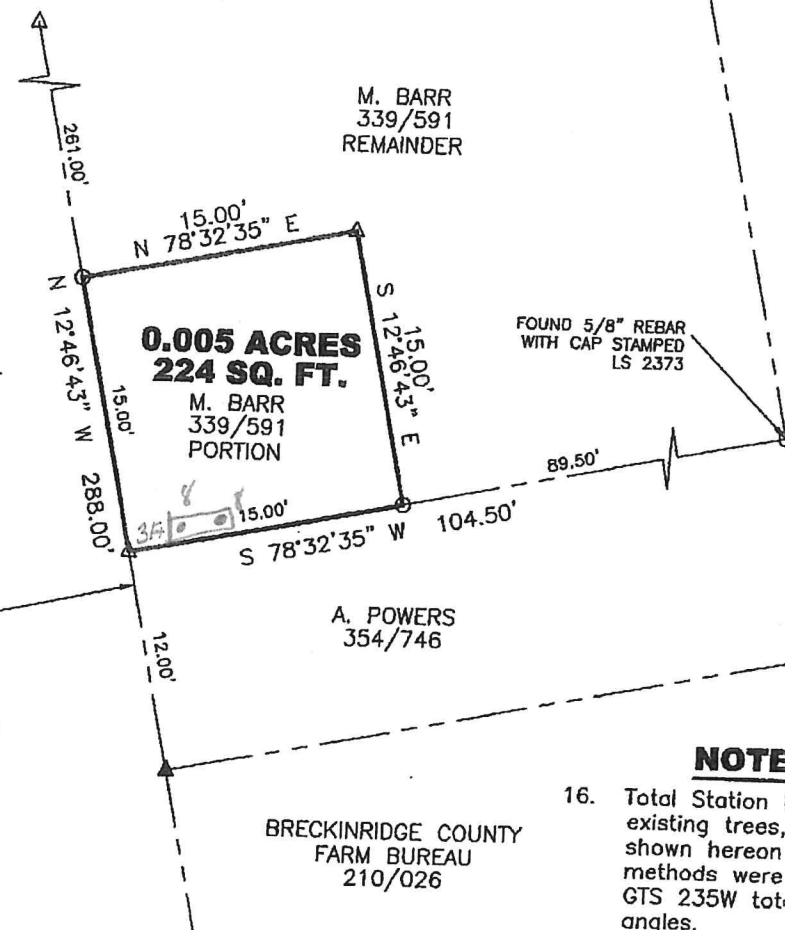 M. BARR
339/591
REMAINDER
261.00'
15.00'
N 78°32'35" E
N 12°46'43" W 288.00'
15.00'
S 12°46'43" E
15.00'
0.005 ACRES
224 SQ. FT.
M. BARR
339/591
PORTION
FOUND 5/8" REBAR
WITH CAP STAMPED
LS 2373
8 8
15.00'
S 78°32'35" W 104.50'
89.50'
12.00'
A. POWERS
354/746
BRECKINRIDGE COUNTY
FARM BUREAU
210/026
NOTE
16. Total Station
existing trees,
shown hereon
methods were
GTS 235W tot
angles.